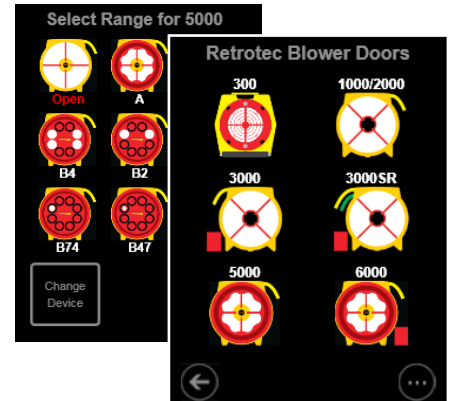 Select Range for 5000
Open A
B4 B2
B74 B47
Change
Device
Retrotec Blower Doors
300 1000/2000
3000 3000SR
5000 6000